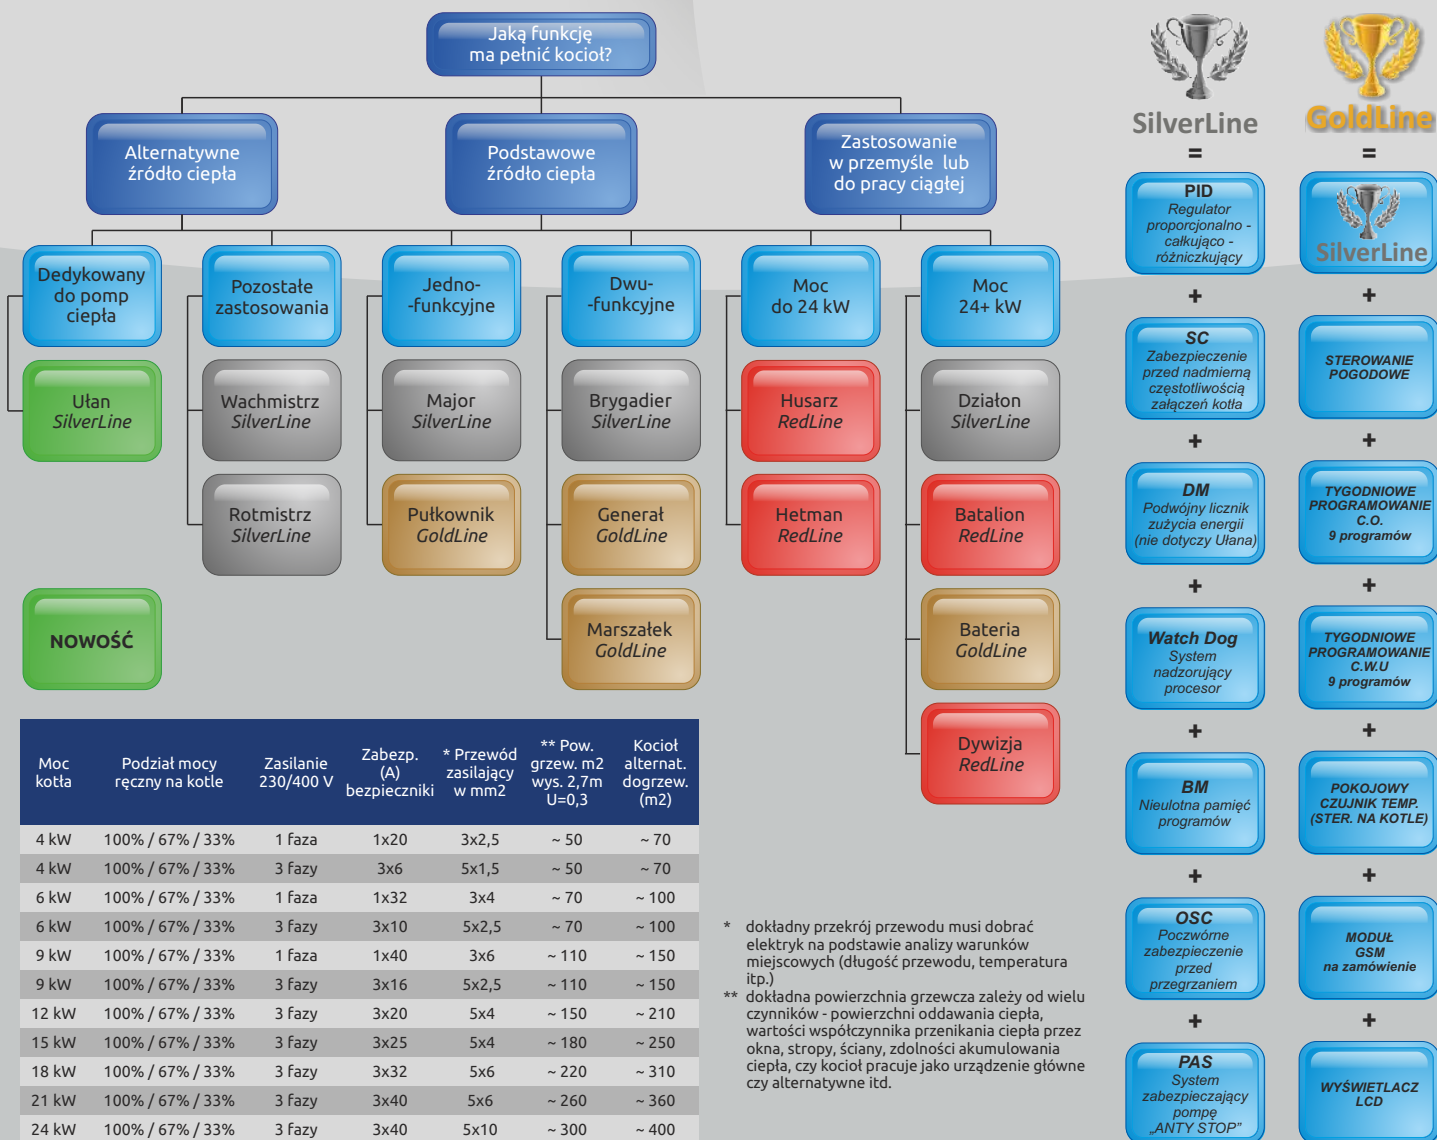 Jaką funkcję
ma pełnić kocioł?
Alternatywne
źródło ciepła
Podstawowe
źródło ciepła
Zastosowanie
w przemyśle lub
do pracy ciągłej
Dedykowany
do pomp
ciepła
Pozostałe
zastosowania
Jedno-
-funkcyjne
Dwu-
-funkcyjne
Moc
do 24 kW
Moc
24+ kW
Ułan
SilverLine
Wachmistrz
SilverLine
Major
SilverLine
Brygadier
SilverLine
Husarz
RedLine
Działon
SilverLine
Rotmistrz
SilverLine
Pułkownik
GoldLine
Generał
GoldLine
Hetman
RedLine
Batalion
RedLine
NOWOŚĆ
Marszałek
GoldLine
Bateria
GoldLine
Dywizja
RedLine
SilverLine
=
PID
Regulator
proporcjonalno -
całkująco -
różniczkujący
+
SC
Zabezpieczenie
przed nadmierną
częstotliwością
załączeń kotła
+
DM
Podwójny licznik
zużycia energii
(nie dotyczy Ułana)
+
Watch Dog
System
nadzorujący
procesor
+
BM
Nieulotna pamięć
programów
+
OSC
Poczwórne
zabezpieczenie
przed
przegrzaniem
+
PAS
System
zabezpieczający
pompę
„ANTY STOP”
GoldLine
=
SilverLine
+
STEROWANIE
POGODOWE
+
TYGODNIOWE
PROGRAMOWANIE
C.O.
9 programów
+
TYGODNIOWE
PROGRAMOWANIE
C.W.U
9 programów
+
POKOJOWY
CZUJNIK TEMP.
(STER. NA KOTLE)
+
MODUŁ
GSM
na zamówienie
+
WYŚWIETLACZ
LCD
Moc
kotła
Podział mocy
ręczny na kotle
Zasilanie
230/400 V
Zabezp.
(A)
bezpieczniki
* Przewód
zasilający
w mm2
** Pow.
grzew. m2
wys. 2,7m
U=0,3
Kocioł
alternat.
dogrzew.
(m2)
4 kW 100% / 67% / 33% 1 faza 1x20 3x2,5 ~ 50 ~ 70
4 kW 100% / 67% / 33% 3 fazy 3x6 5x1,5 ~ 50 ~ 70
6 kW 100% / 67% / 33% 1 faza 1x32 3x4 ~ 70 ~ 100
6 kW 100% / 67% / 33% 3 fazy 3x10 5x2,5 ~ 70 ~ 100
9 kW 100% / 67% / 33% 1 faza 1x40 3x6 ~ 110 ~ 150
9 kW 100% / 67% / 33% 3 fazy 3x16 5x2,5 ~ 110 ~ 150
12 kW 100% / 67% / 33% 3 fazy 3x20 5x4 ~ 150 ~ 210
15 kW 100% / 67% / 33% 3 fazy 3x25 5x4 ~ 180 ~ 250
18 kW 100% / 67% / 33% 3 fazy 3x32 5x6 ~ 220 ~ 310
21 kW 100% / 67% / 33% 3 fazy 3x40 5x6 ~ 260 ~ 360
24 kW 100% / 67% / 33% 3 fazy 3x40 5x10 ~ 300 ~ 400
* dokładny przekrój przewodu musi dobrać
elektryk na podstawie analizy warunków
miejscowych (długość przewodu, temperatura
itp.)
** dokładna powierzchnia grzewcza zależy od wielu
czynników - powierzchni oddawania ciepła,
wartości współczynnika przenikania ciepła przez
okna, stropy, ściany, zdolności akumulowania
ciepła, czy kocioł pracuje jako urządzenie główne
czy alternatywne itd.